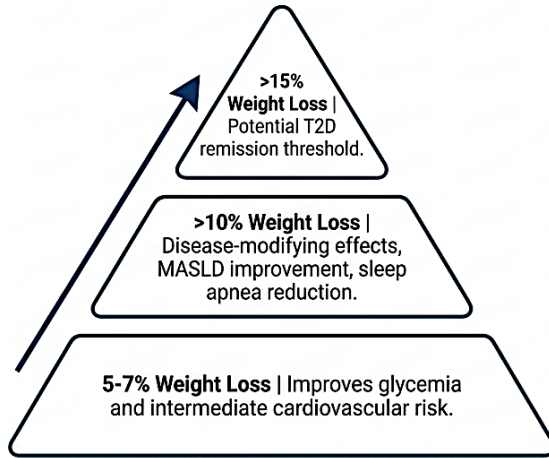 >15%
Weight Loss |
Potential T2D
remission threshold.
>10% Weight Loss |
Disease-modifying effects,
MASLD improvement, sleep
apnea reduction.
5-7% Weight Loss | Improves glycemia
and intermediate cardiovascular risk.